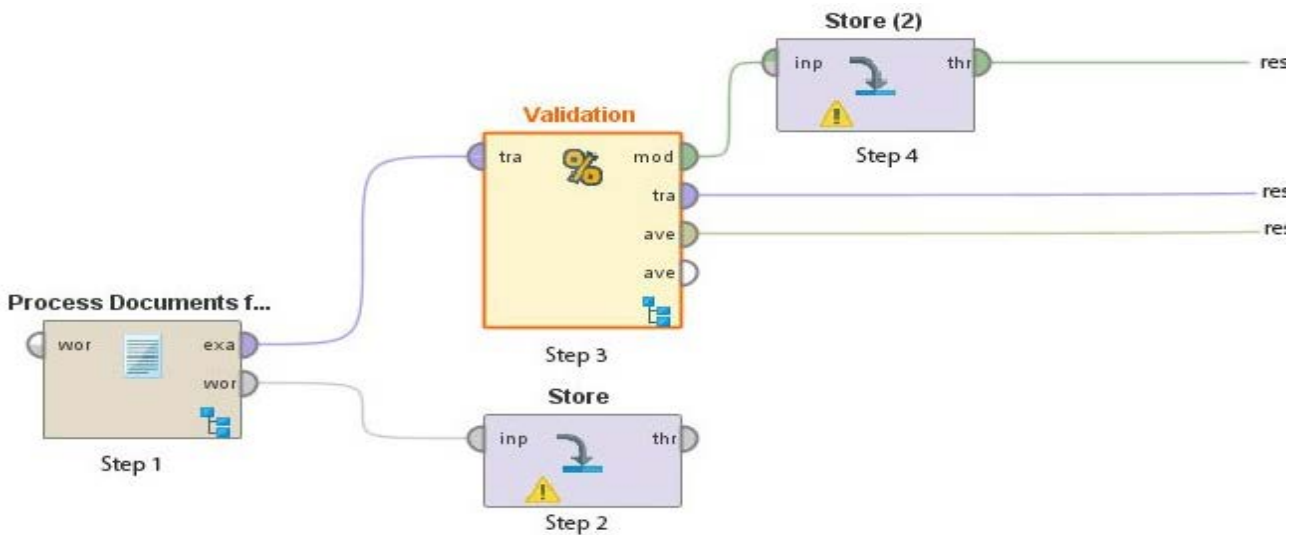 Store (2)
inp thr
res
Step 4
Validation
tra mod
tra
res
ave
res
ave
Step 3
Process Documents f...
wor exa
wor
Step 1
Store
inp thr
Step 2